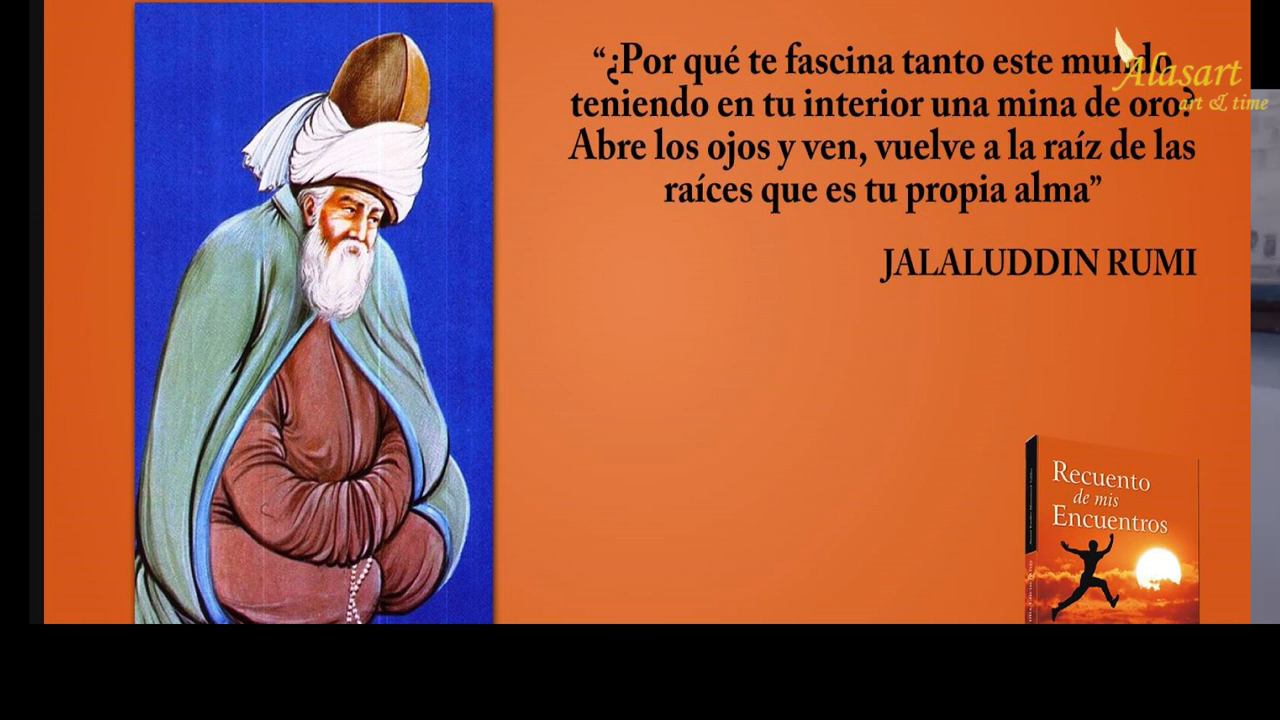 “¿Por qué te fascina tanto este mundo
teniendo en tu interior una mina de oro?
Abre los ojos y ven, vuelve a la raíz de las
raíces que es tu propia alma”
JALALUDDIN RUMI
Alasart
art & time
Recuento
de mis
Encuentros